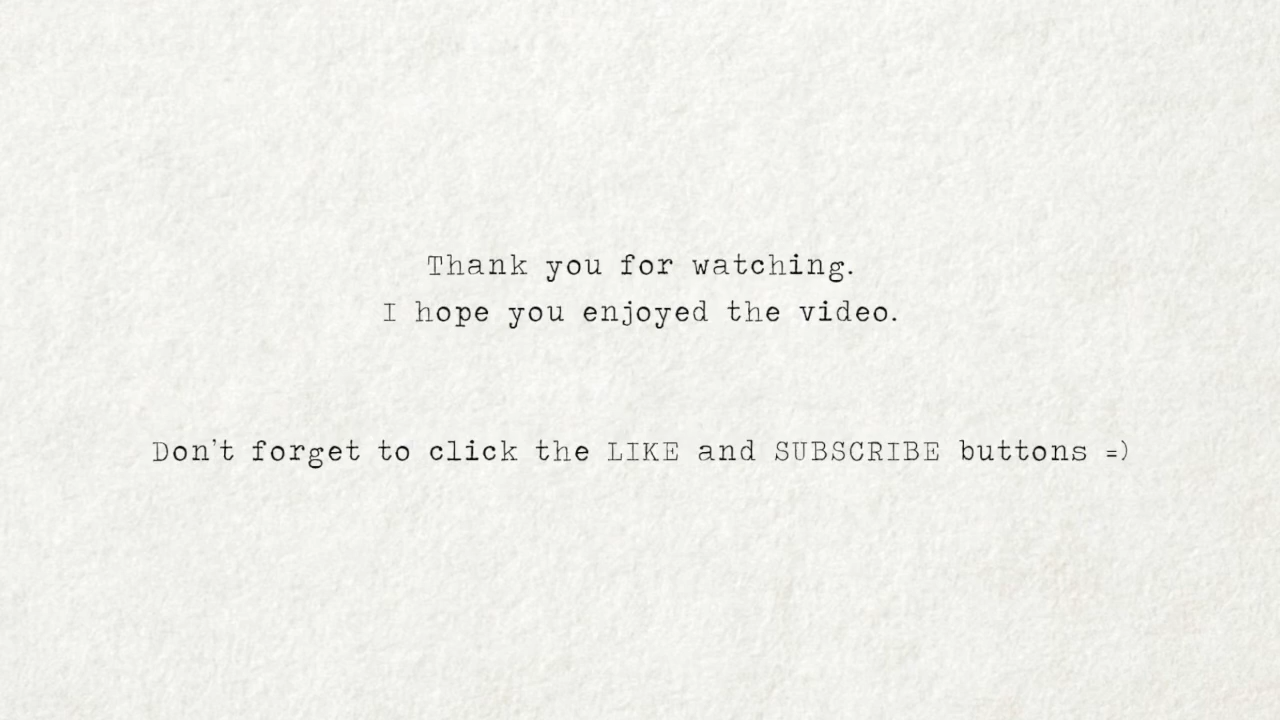 Thank you for watching.
I hope you enjoyed the video.
Don't forget to click the LIKE and SUBSCRIBE buttons =)